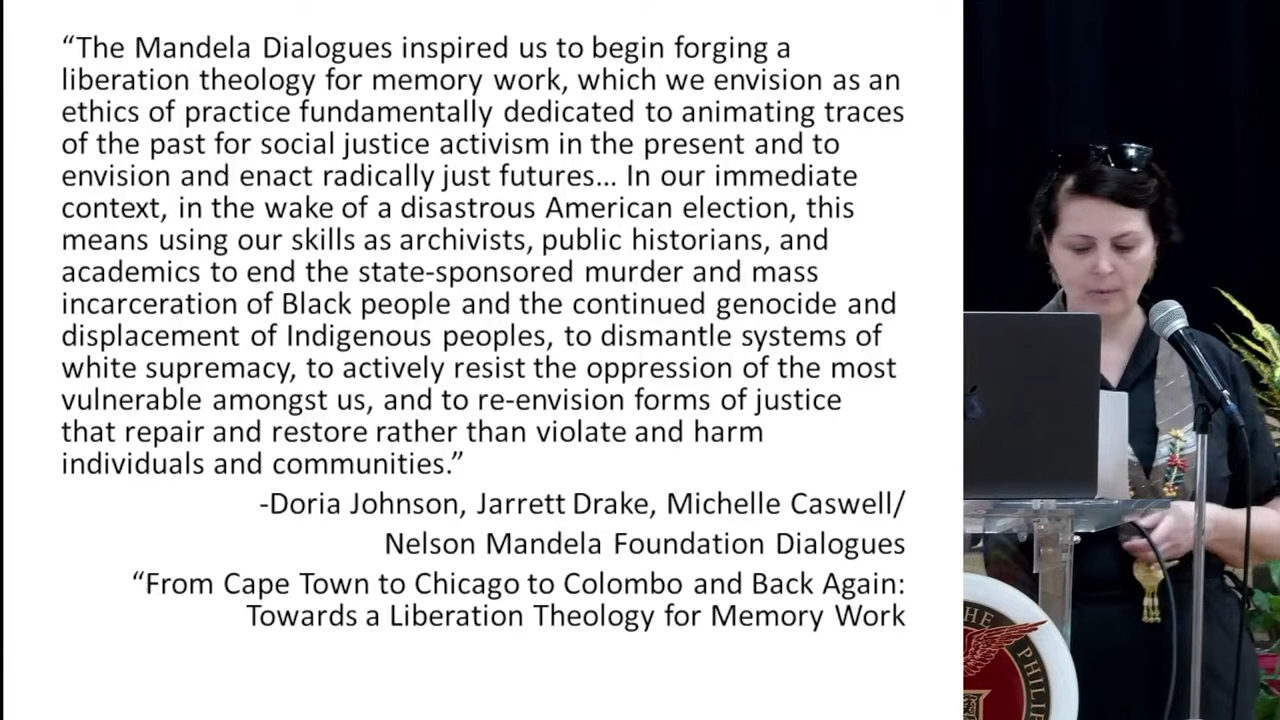 “The Mandela Dialogues inspired us to begin forging a
liberation theology for memory work, which we envision as an
ethics of practice fundamentally dedicated to animating traces
of the past for social justice activism in the present and to
envision and enact radically just futures… In our immediate
context, in the wake of a disastrous American election, this
means using our skills as archivists, public historians, and
academics to end the state-sponsored murder and mass
incarceration of Black people and the continued genocide and
displacement of Indigenous peoples, to dismantle systems of
white supremacy, to actively resist the oppression of the most
vulnerable amongst us, and to re-envision forms of justice
that repair and restore rather than violate and harm
individuals and communities.”
-Doria Johnson, Jarrett Drake, Michelle Caswell/
Nelson Mandela Foundation Dialogues
“From Cape Town to Chicago to Colombo and Back Again:
Towards a Liberation Theology for Memory Work
THE PHILI